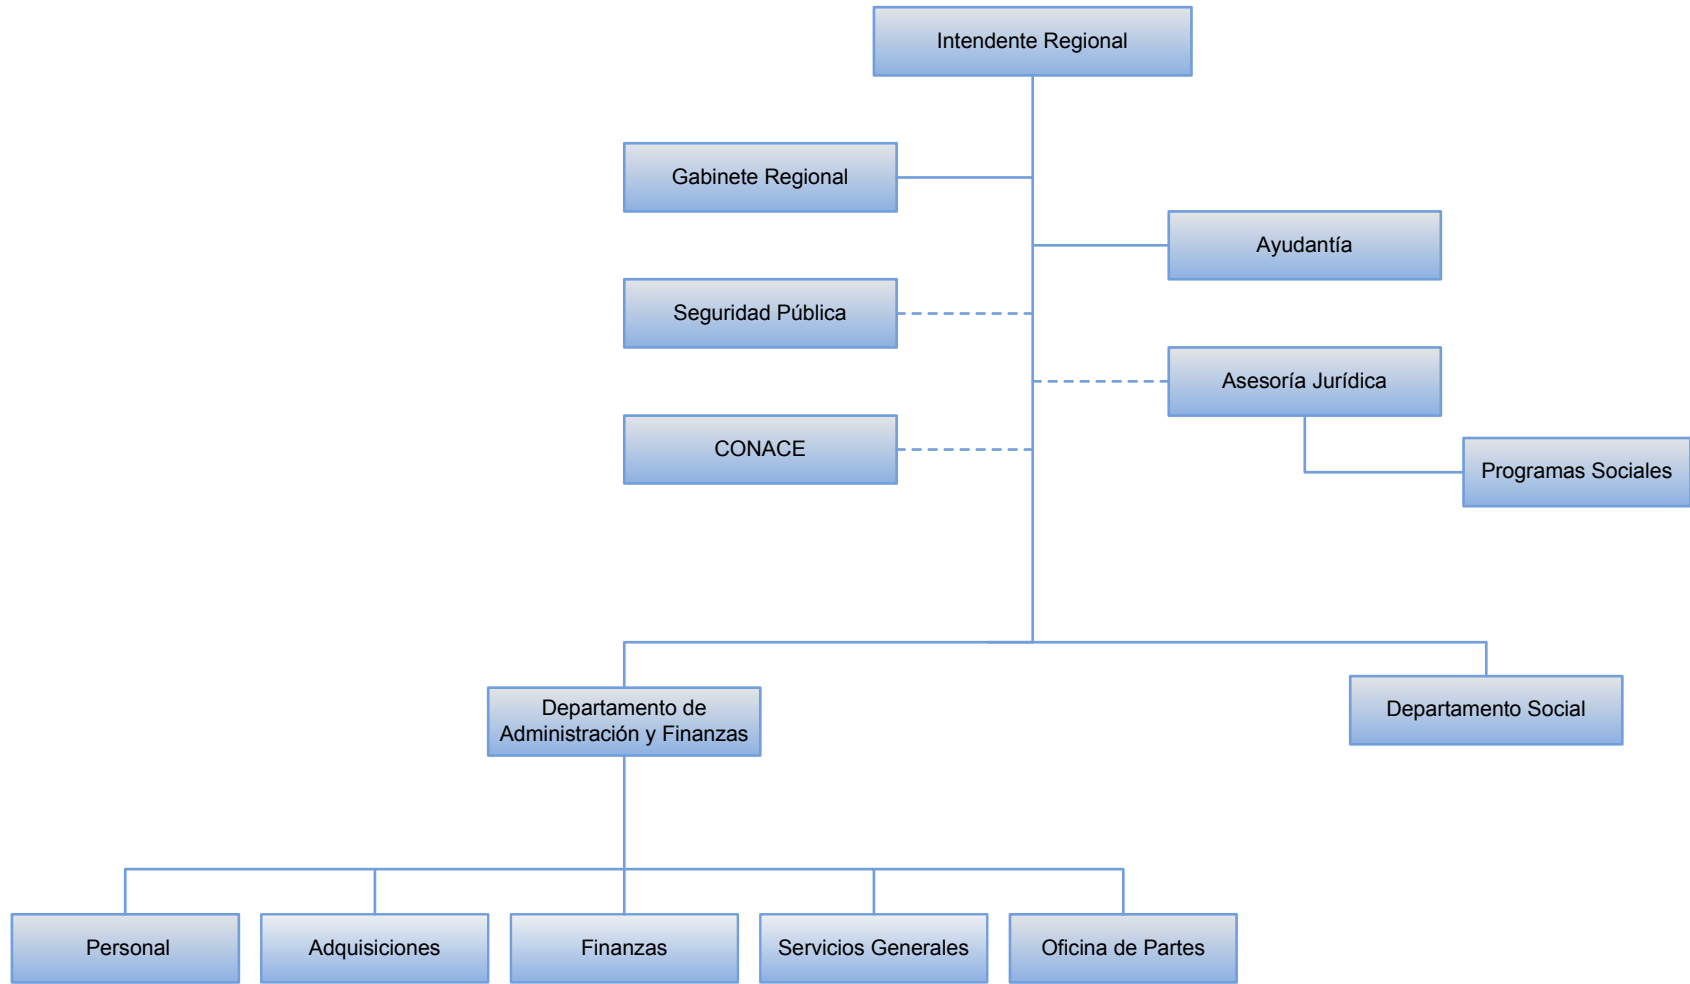 Intendente Regional
Gabinete Regional
Ayudantía
Seguridad Pública
Asesoría Jurídica
CONACE
Programas Sociales
Departamento de
Administración y Finanzas
Departamento Social
Personal
Adquisiciones
Finanzas
Servicios Generales
Oficina de Partes